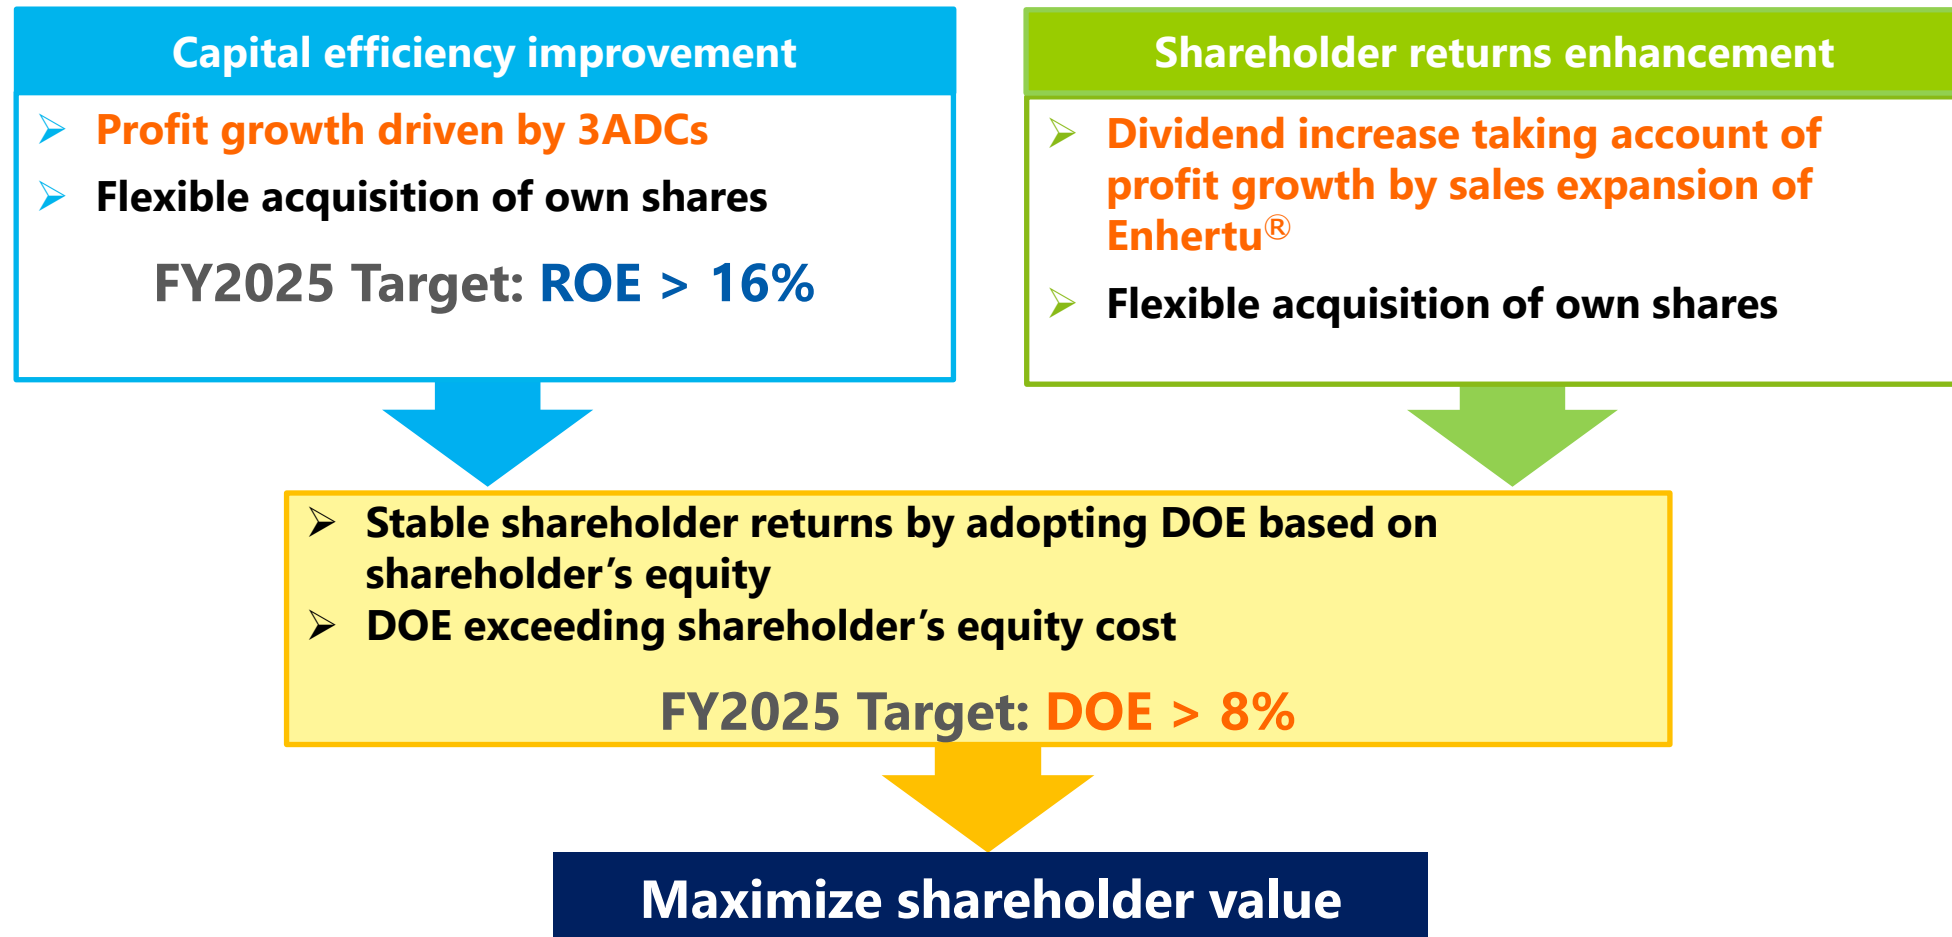 Capital efficiency improvement
➢ Profit growth driven by 3ADCs
➢ Flexible acquisition of own shares
FY2025 Target: ROE > 16%
Shareholder returns enhancement
➢ Dividend increase taking account of
profit growth by sales expansion of
Enhertu®
➢ Flexible acquisition of own shares
➢ Stable shareholder returns by adopting DOE based on
shareholder’s equity
➢ DOE exceeding shareholder’s equity cost
FY2025 Target: DOE > 8%
Maximize shareholder value